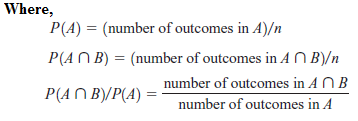 Where,
P(A) = (number of outcomes in A)/n
P(A ∩ B) = (number of outcomes in A ∩ B)/n
P(A ∩ B)/P(A) = number of outcomes in A ∩ B
number of outcomes in A